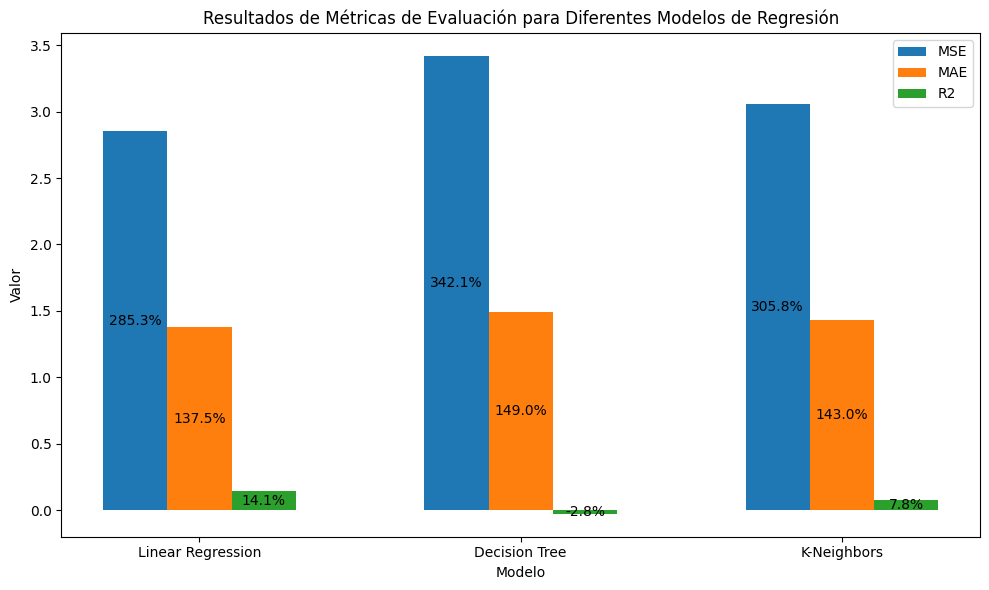 Resultados de Métricas de Evaluación para Diferentes Modelos de Regresión
MSE
MAE
R2
Valor
3.5
3.0
2.5
2.0
1.5
1.0
0.5
0.0
285.3%
137.5%
14.1%
342.1%
149.0%
-2.8%
305.8%
143.0%
7.8%
Linear Regression
Decision Tree
K-Neighbors
Modelo